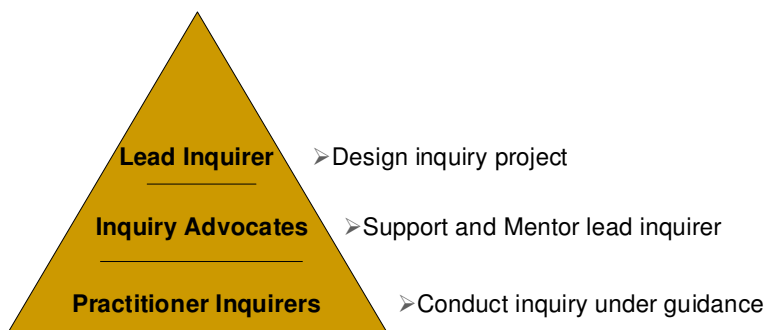 Lead Inquirer ➢Design inquiry project
Inquiry Advocates ➢Support and Mentor lead inquirer
Practitioner Inquirers ➢Conduct inquiry under guidance